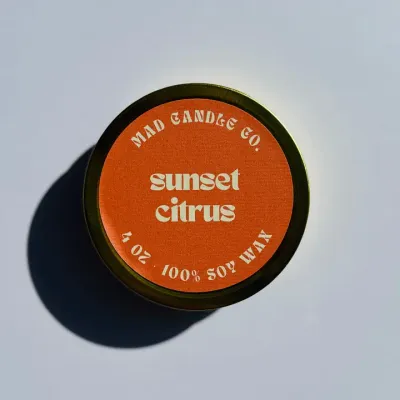 MAD CANDLE CO.
sunset
citrus
4 OZ · 100% SOY WAX